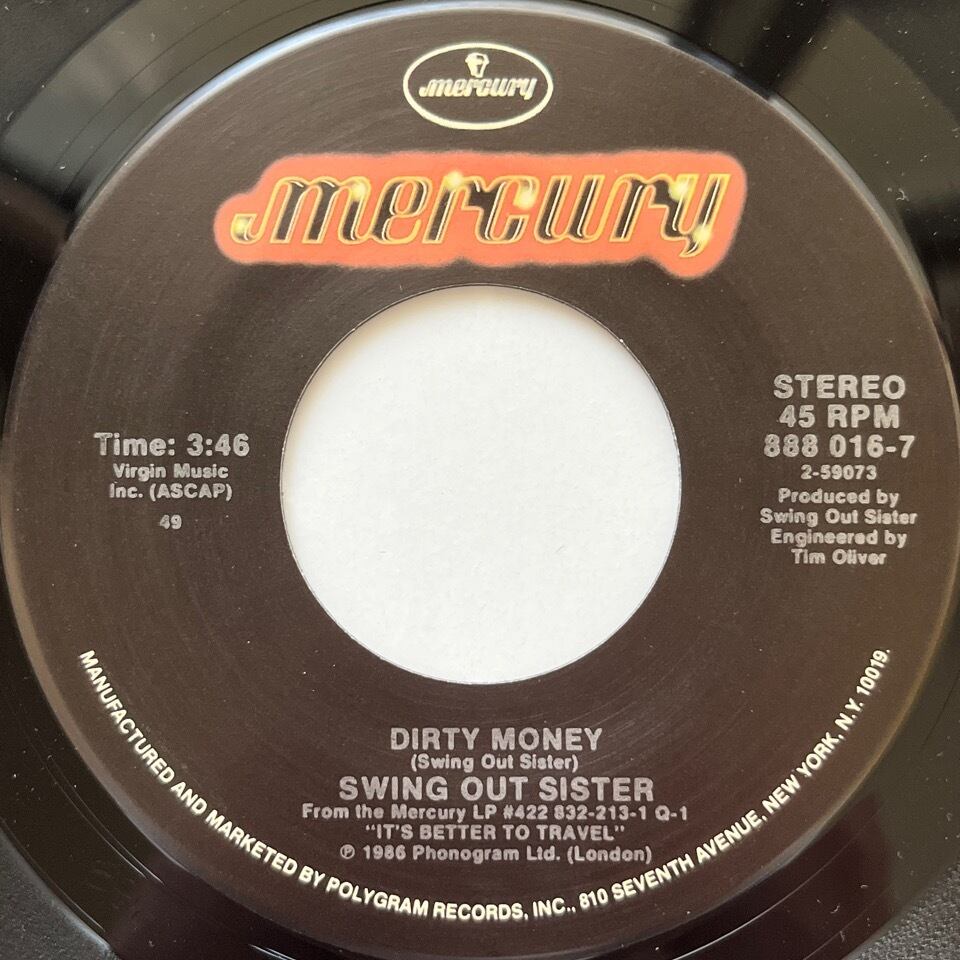 mercury
mercury
STEREO
45 RPM
888 016-7
2-59073
Produced by
Swing Out Sister
Engineered by
Tim Oliver
Time: 3:46
Virgin Music
Inc. (ASCAP)
49
DIRTY MONEY
(Swing Out Sister)
SWING OUT SISTER
From the Mercury LP #422 832-213-1 Q-1
"IT'S BETTER TO TRAVEL"
℗ 1986 Phonogram Ltd. (London)
MANUFACTURED AND MARKETED BY POLYGRAM RECORDS, INC., 810 SEVENTH AVENUE, NEW YORK, N.Y. 10019.